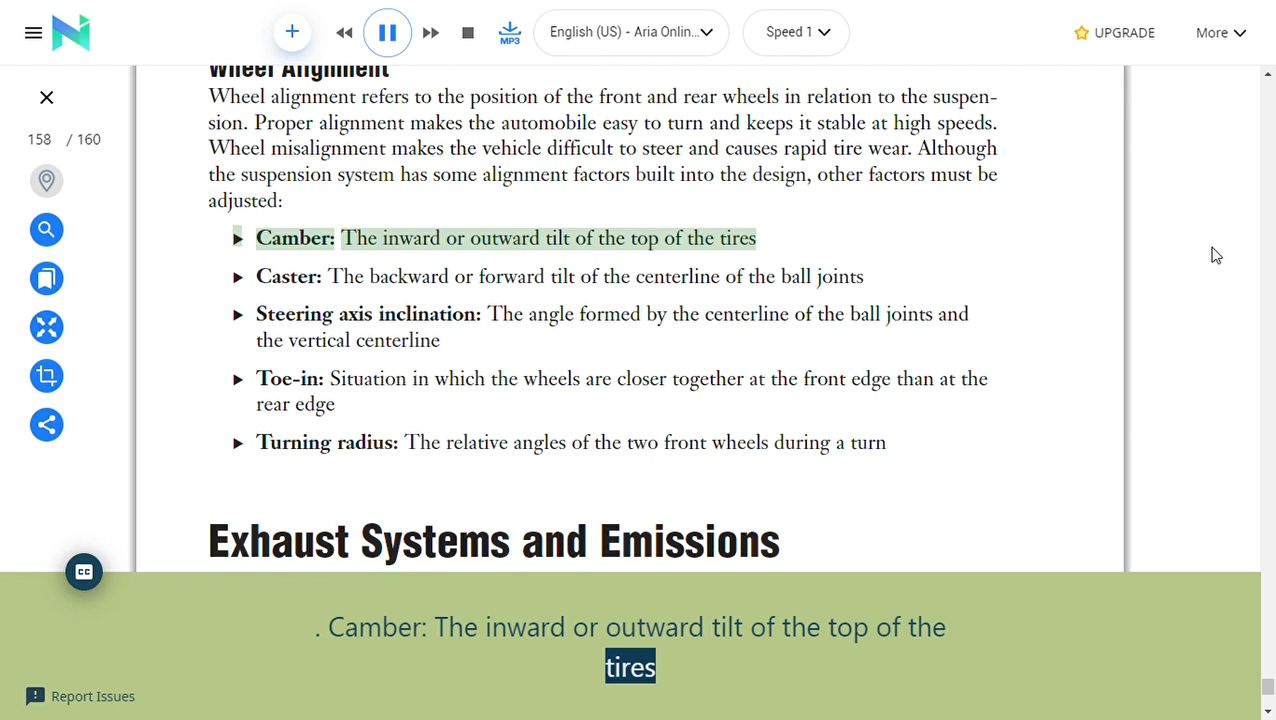 MP3
English (US) - Aria Onlin...
Speed 1
UPGRADE
More
158 / 160
Wheel Alignment
Wheel alignment refers to the position of the front and rear wheels in relation to the suspen-
sion. Proper alignment makes the automobile easy to turn and keeps it stable at high speeds.
Wheel misalignment makes the vehicle difficult to steer and causes rapid tire wear. Although
the suspension system has some alignment factors built into the design, other factors must be
adjusted:
► Camber: The inward or outward tilt of the top of the tires
► Caster: The backward or forward tilt of the centerline of the ball joints
► Steering axis inclination: The angle formed by the centerline of the ball joints and
the vertical centerline
► Toe-in: Situation in which the wheels are closer together at the front edge than at the
rear edge
► Turning radius: The relative angles of the two front wheels during a turn
Exhaust Systems and Emissions
CC
. Camber: The inward or outward tilt of the top of the
tires
Report Issues